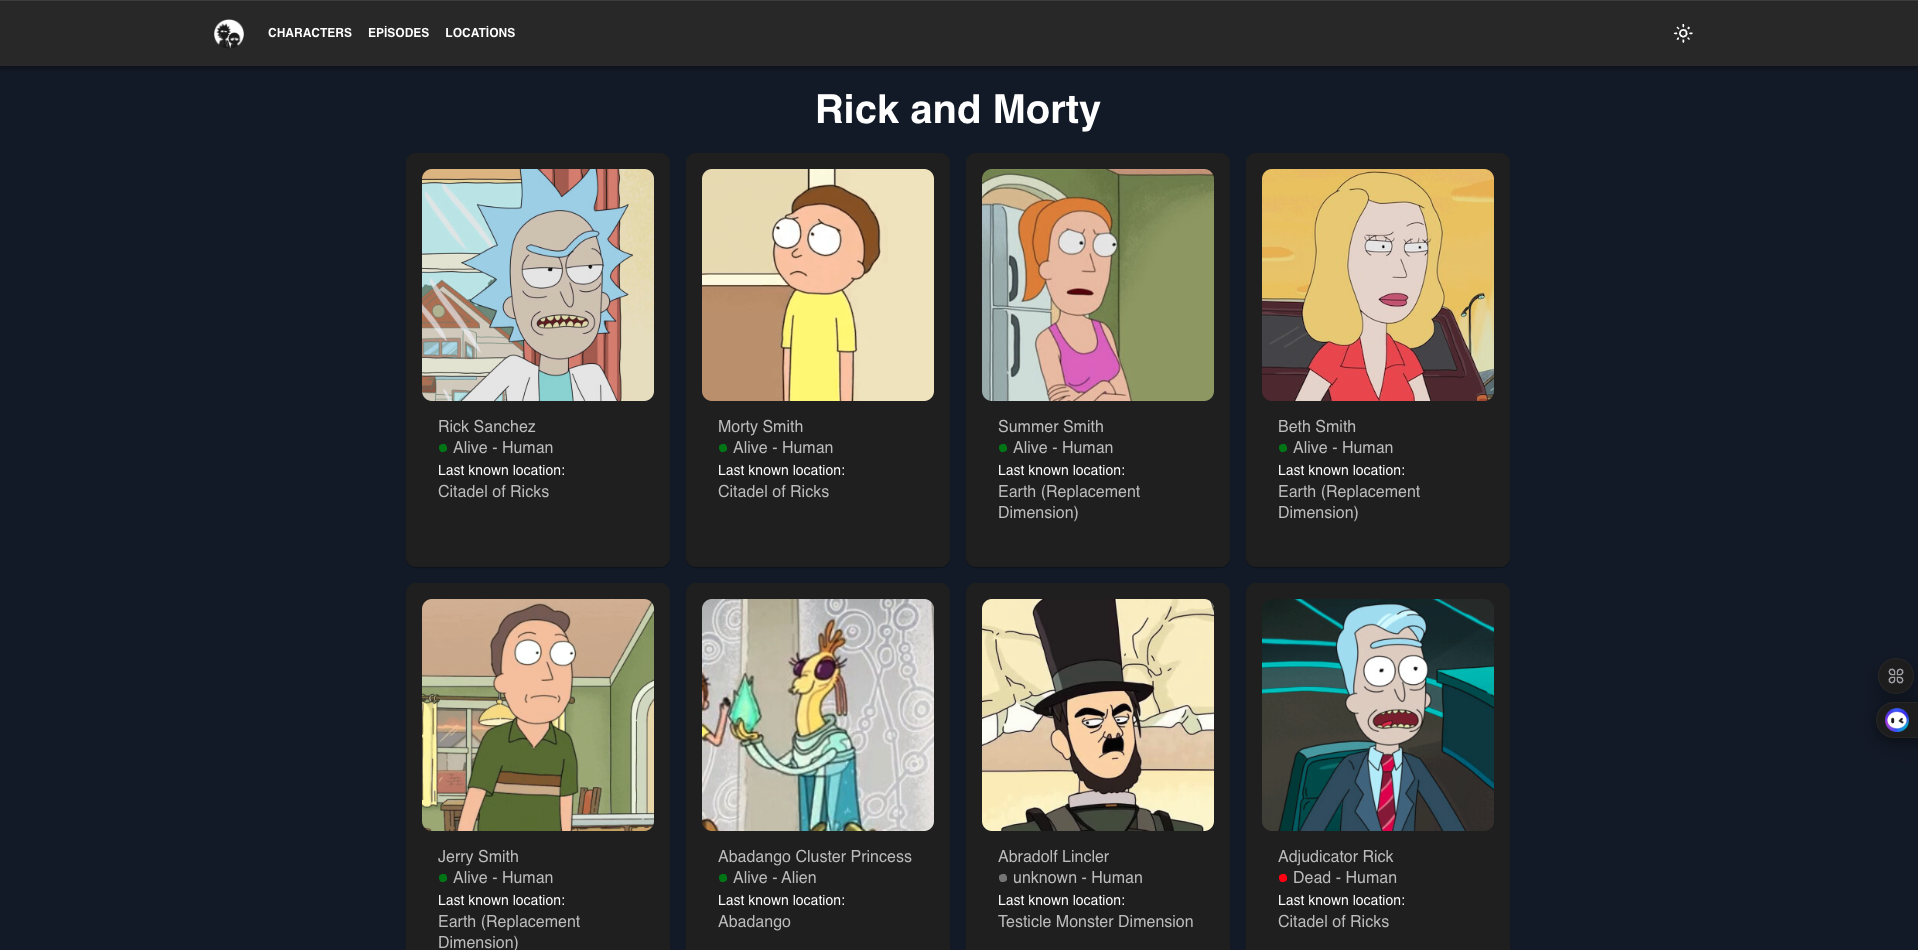 CHARACTERS EPİSODES LOCATİONS
Rick and Morty
Rick Sanchez
Alive - Human
Last known location:
Citadel of Ricks
Morty Smith
Alive - Human
Last known location:
Citadel of Ricks
Summer Smith
Alive - Human
Last known location:
Earth (Replacement
Dimension)
Beth Smith
Alive - Human
Last known location:
Earth (Replacement
Dimension)
Jerry Smith
Alive - Human
Last known location:
Earth (Replacement
Dimension)
Abadango Cluster Princess
Alive - Alien
Last known location:
Abadango
Abradolf Lincler
unknown - Human
Last known location:
Testicle Monster Dimension
Adjudicator Rick
Dead - Human
Last known location:
Citadel of Ricks